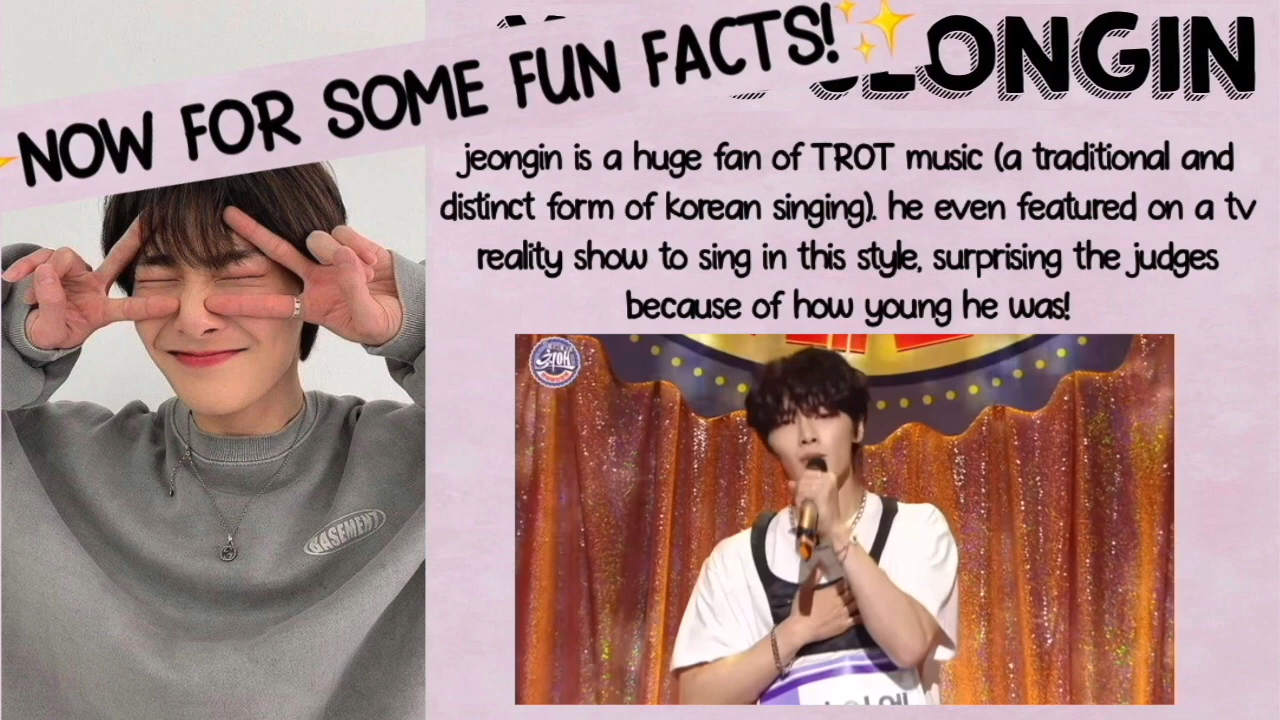 NOW FOR SOME FUN FACTS!
JEONGIN
jeongin is a huge fan of TROT music (a traditional and
distinct form of korean singing). he even featured on a tv
reality show to sing in this style, surprising the judges
because of how young he was!
BASEMENT